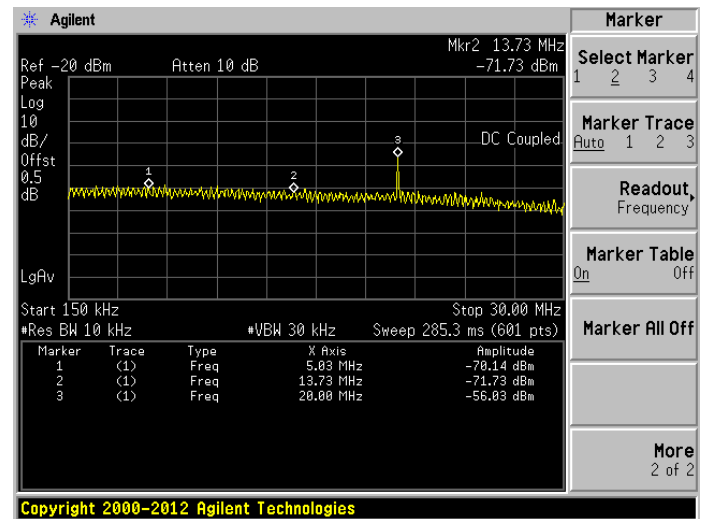 Agilent
Marker
Mkr2 13.73 MHz
Ref -20 dBm Atten 10 dB -71.73 dBm
Peak
Log
10
dB/
Offst
0.5
dB
DC Coupled
1
2
3
LgAv
Start 150 kHz Stop 30.00 MHz
#Res BW 10 kHz #VBW 30 kHz Sweep 285.3 ms (601 pts)
Marker Trace Type X Axis Amplitude
1 (1) Freq 5.03 MHz -70.14 dBm
2 (1) Freq 13.73 MHz -71.73 dBm
3 (1) Freq 20.00 MHz -56.03 dBm
Select Marker
1 2 3 4
Marker Trace
Auto 1 2 3
Readout
Frequency
Marker Table
On Off
Marker All Off
More
2 of 2
Copyright 2000-2012 Agilent Technologies